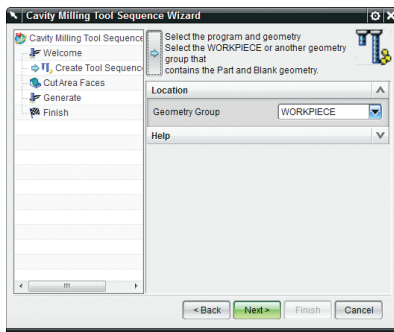 Cavity Milling Tool Sequence Wizard
Cavity Milling Tool Sequence
Welcome
Create Tool Sequenc
Cut Area Faces
Generate
Finish
Select the program and geometry
Select the WORKPIECE or another geometry
group that
contains the Part and Blank geometry.
Location
Geometry Group WORKPIECE
Help
< Back Next > Finish Cancel